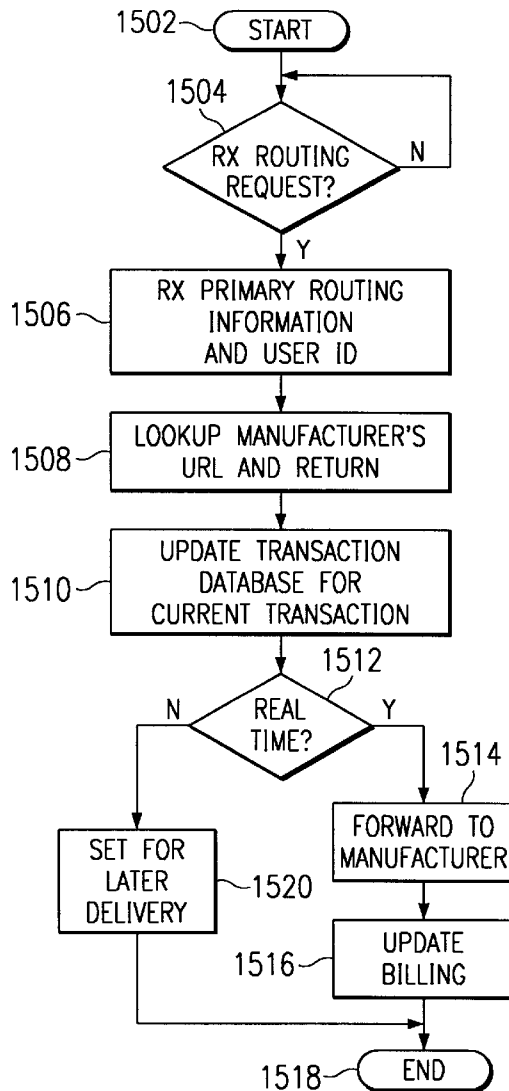 1502
START
1504
RX ROUTING
REQUEST?
N
Y
1506
RX PRIMARY ROUTING
INFORMATION
AND USER ID
1508
LOOKUP MANUFACTURER'S
URL AND RETURN
1510
UPDATE TRANSACTION
DATABASE FOR
CURRENT TRANSACTION
1512
N
REAL
TIME?
Y
1514
FORWARD TO
MANUFACTURER
SET FOR
LATER
DELIVERY
1520
1516
UPDATE
BILLING
1518
END